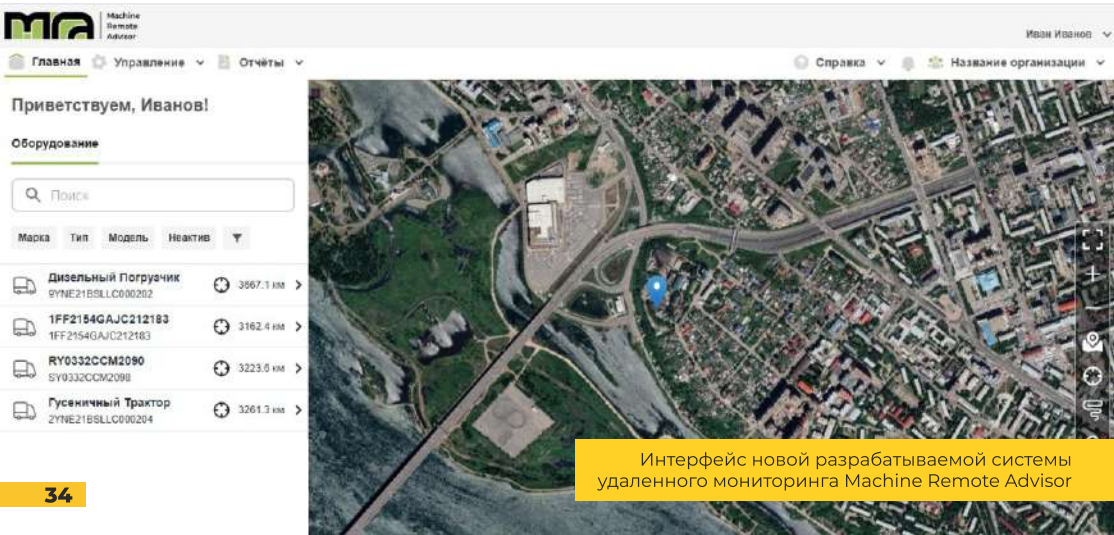 mra
Machine
Remote
Advisor
Иван Иванов
Главная Управление Отчёты Справка Название организации
Приветствуем, Иванов!
Оборудование
Поиск
Марка Тип Модель Неактив
Дизельный Погрузчик
9YNE21BSLLC000202
3667.1 км
1FF2154GAJC212183
1FF2154GAJC212183
3162.4 км
RY0332CCM2090
SY0332CCM2098
3223.6 км
Гусеничный Трактор
2YNE21BSLLC000204
3261.3 км
Интерфейс новой разрабатываемой системы
удаленного мониторинга Machine Remote Advisor
34